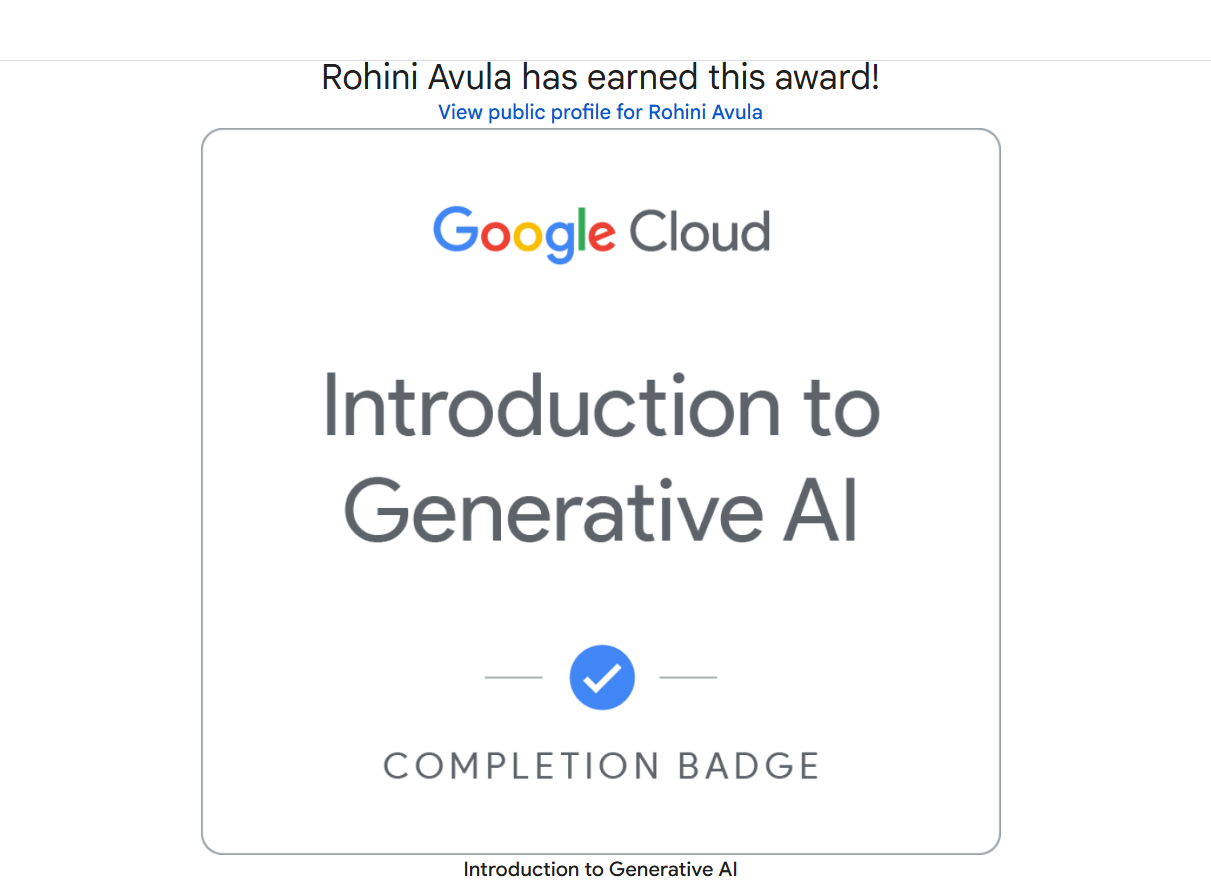 Rohini Avula has earned this award!
View public profile for Rohini Avula
Google Cloud
Introduction to
Generative AI
COMPLETION BADGE
Introduction to Generative AI